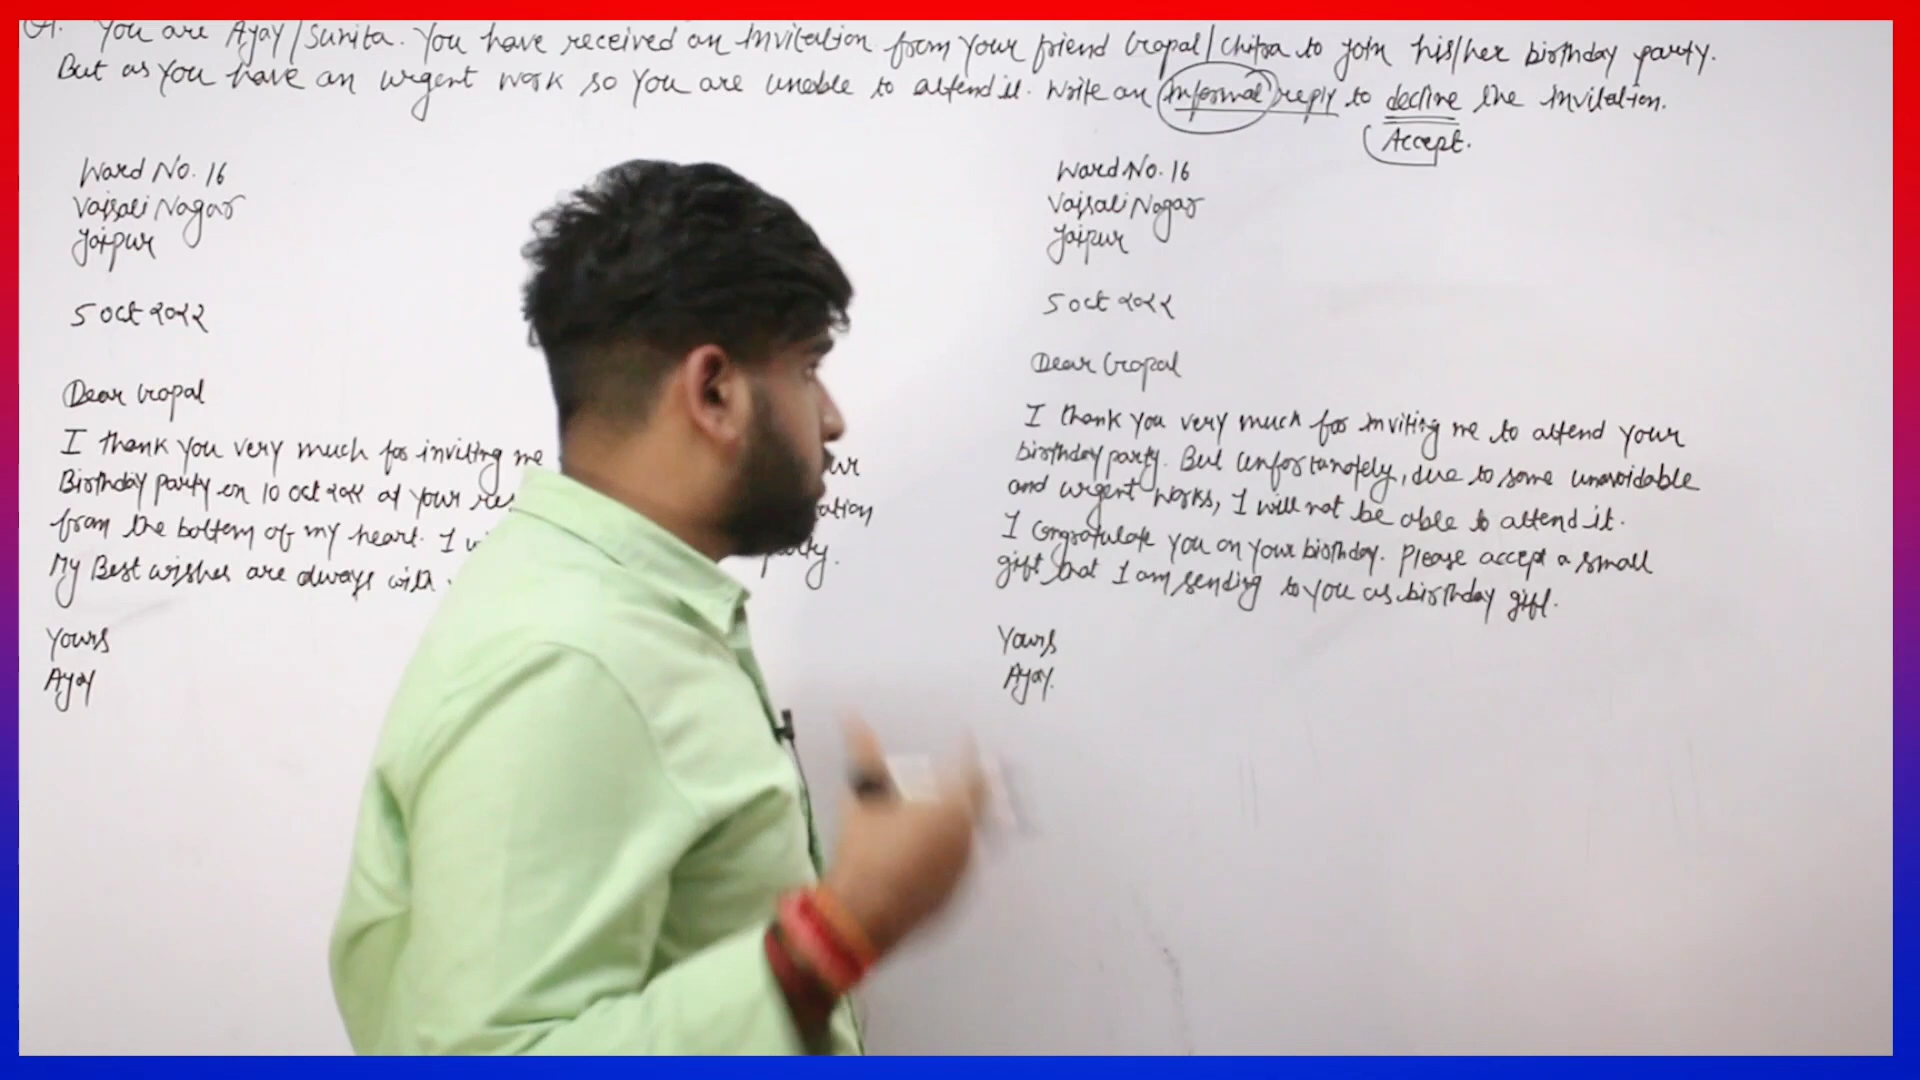 Q1. You are Ajay/Sunita. You have received an invitation from your friend Gopal/Chitra to join his/her birthday party.
But as you have an urgent work so you are unable to attend it. Write an informal reply to decline the invitation.
Accept.
Ward No. 16
Vaisali Nagar
Jaipur
5 Oct 2022
Dear Gopal
I thank you very much for inviting me
Birthday party on 10 Oct 2022 at your
from the bottom of my heart. I
party.
My Best wishes are always with
Yours
Ajay
Ward No. 16
Vaisali Nagar
Jaipur
5 Oct 2022
Dear Gopal
I thank you very much for inviting me to attend your
birthday party. But unfortunately, due to some unavoidable
and urgent works, I will not be able to attend it.
I congratulate you on your birthday. Please accept a small
gift that I am sending to you as birthday gift.
Yours
Ajay.